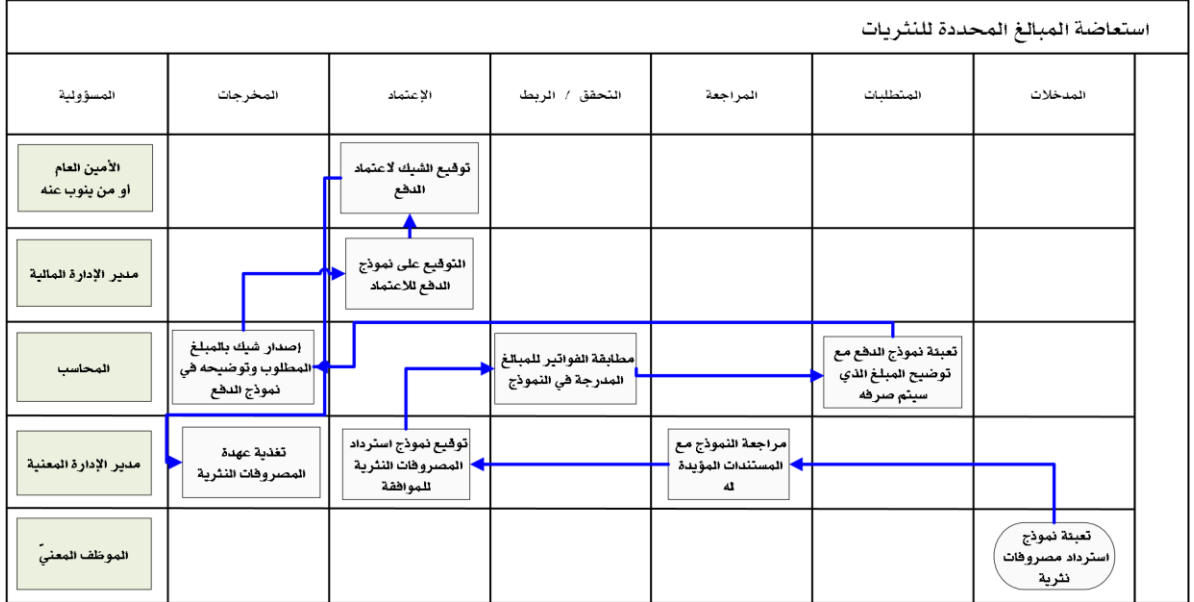 استعاضة المبالغ المحددة للنثريات
المدخلات
المتطلبات
المراجعة
التحقق / الربط
الإعتماد
المخرجات
المسؤولية
توقيع الشيك لاعتماد
الدفع
الأمين العام
أو من ينوب عنه
التوقيع على نموذج
الدفع للاعتماد
مدير الإدارة المالية
تعبئة نموذج الدفع مع
توضيح المبلغ الذي
سيتم صرفه
مطابقة الفواتير للمبالغ
المدرجة في النموذج
إصدار شيك بالمبلغ
المطلوب وتوضيحه في
نموذج الدفع
المحاسب
مراجعة النموذج مع
المستندات المؤيدة
له
توقيع نموذج استرداد
المصروفات النثرية
للموافقة
تغذية عهدة
المصروفات النثرية
مدير الإدارة المعنية
تعبئة نموذج
استرداد مصروفات
نثرية
الموظف المعنيّ